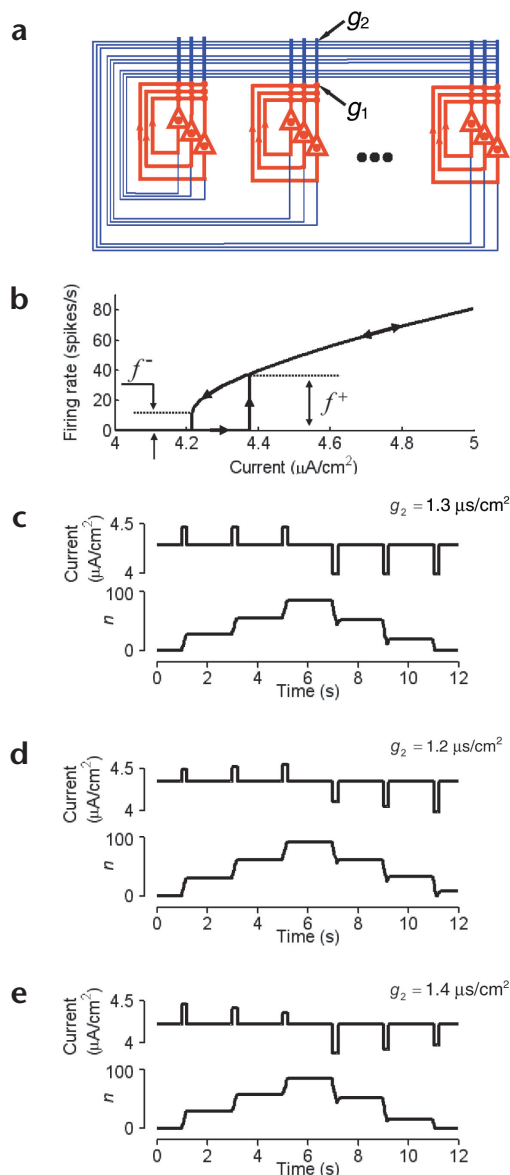 a
g2
g1
b
Firing rate (spikes/s)
80
60
40
20
0
f-
f+
4
4.2
4.4
4.6
4.8
5
Current (μA/cm2)
c
g2 = 1.3 μs/cm2
Current
(μA/cm2)
4.5
4
n
100
0
0
2
4
6
8
10
12
Time (s)
d
g2 = 1.2 μs/cm2
Current
(μA/cm2)
4.5
4
n
100
0
0
2
4
6
8
10
12
Time (s)
e
g2 = 1.4 μs/cm2
Current
(μA/cm2)
4.5
4
n
100
0
0
2
4
6
8
10
12
Time (s)